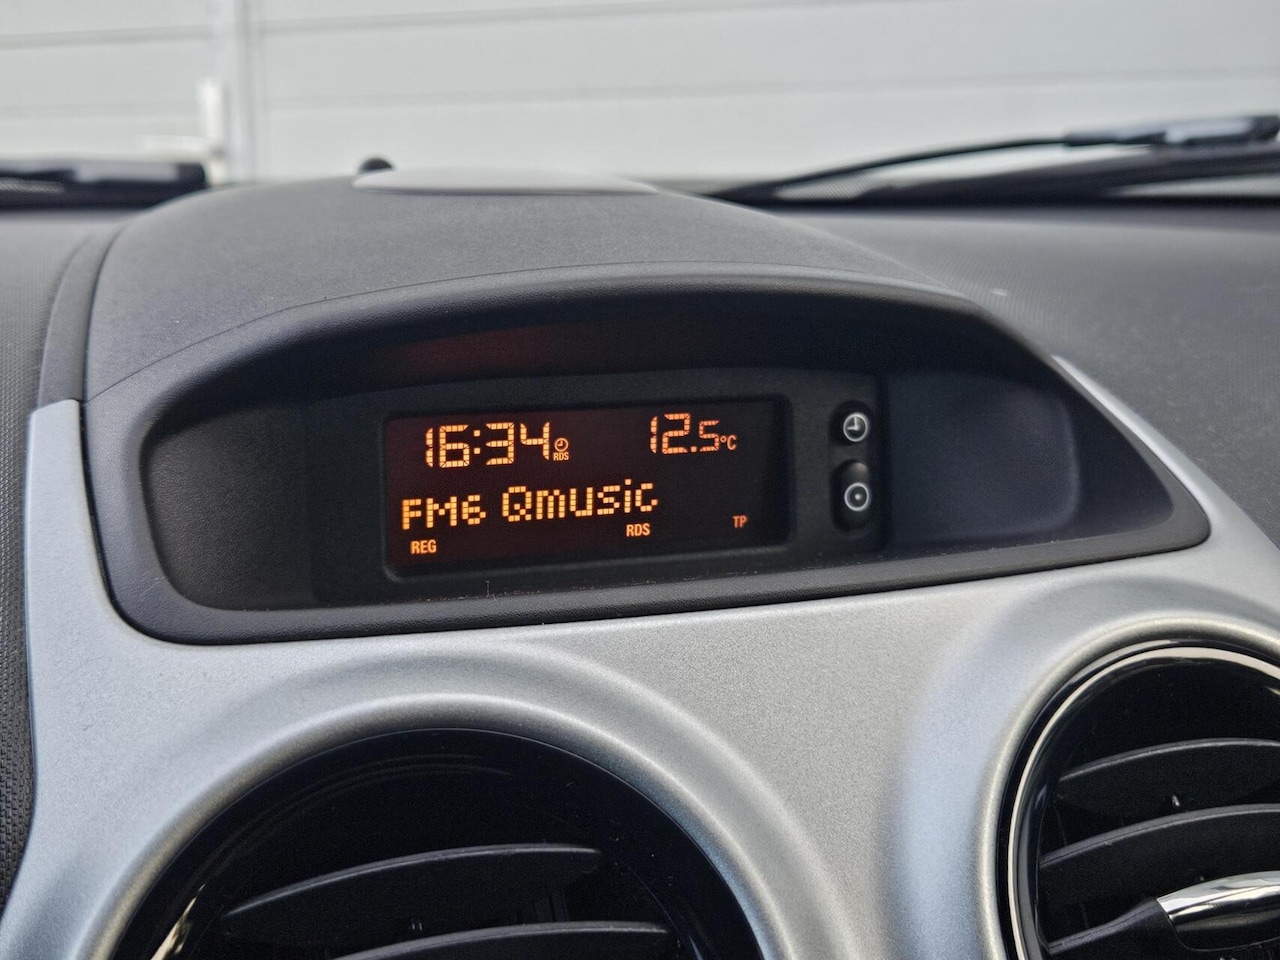 16:34 RDS 12.5°C
FM6 Qmusic
REG RDS TP